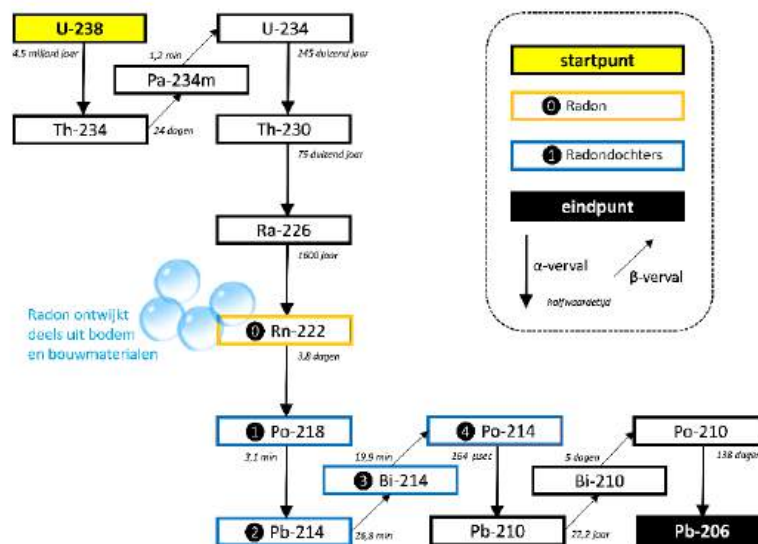 U-238
U-234
4,5 miljard jaar
1,2 min
245 duizend jaar
Pa-234m
Th-234
24 dagen
Th-230
75 duizend jaar
Ra-226
1600 jaar
Radon ontwijkt
deels uit bodem
en bouwmaterialen
0 Rn-222
3,8 dagen
1 Po-218
3,1 min
19,9 min
4 Po-214
164 µsec
5 dagen
Po-210
138 dagen
3 Bi-214
Bi-210
2 Pb-214
26,8 min
Pb-210
22,2 jaar
Pb-206
startpunt
0 Radon
1 Radondochters
eindpunt
α-verval
β-verval
halfwaardetijd